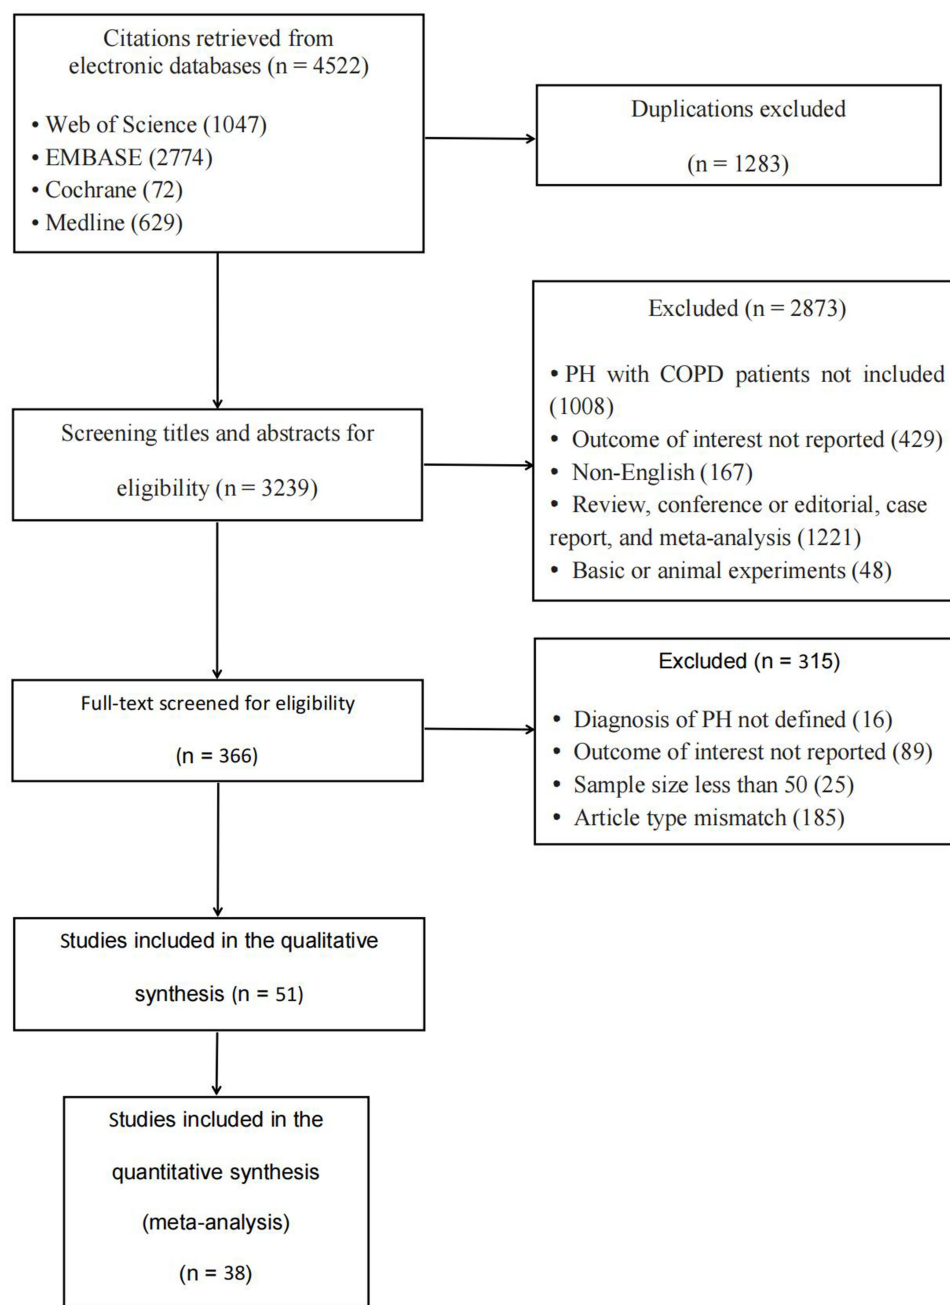 Citations retrieved from
electronic databases (n = 4522)
• Web of Science (1047)
• EMBASE (2774)
• Cochrane (72)
• Medline (629)
Duplications excluded
(n = 1283)
Screening titles and abstracts for
eligibility (n = 3239)
Excluded (n = 2873)
• PH with COPD patients not included
(1008)
• Outcome of interest not reported (429)
• Non-English (167)
• Review, conference or editorial, case
report, and meta-analysis (1221)
• Basic or animal experiments (48)
Full-text screened for eligibility
(n = 366)
Excluded (n = 315)
• Diagnosis of PH not defined (16)
• Outcome of interest not reported (89)
• Sample size less than 50 (25)
• Article type mismatch (185)
Studies included in the qualitative
synthesis (n = 51)
Studies included in the
quantitative synthesis
(meta-analysis)
(n = 38)